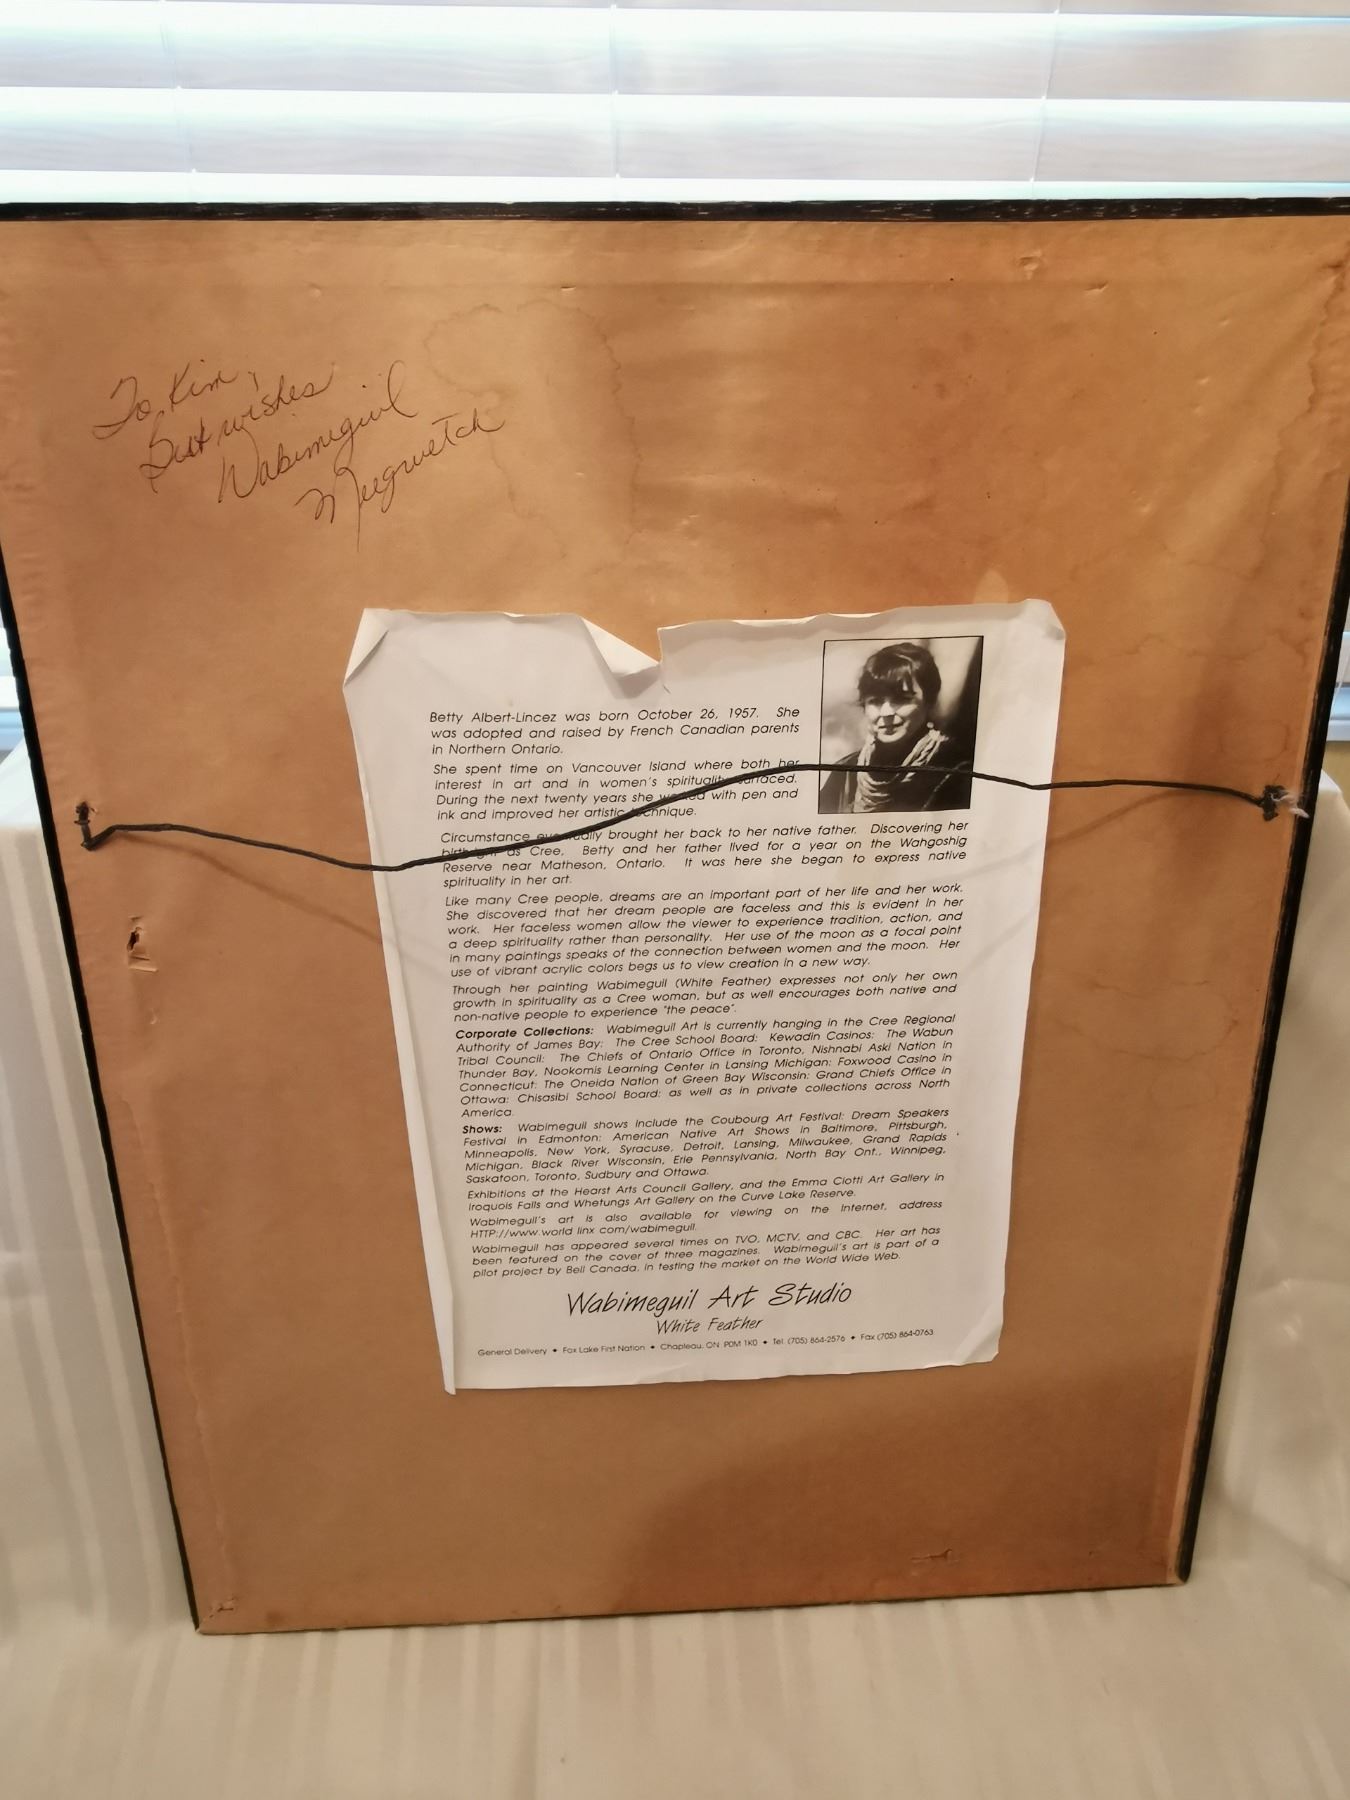 To Kim,
Best wishes
Wabimeguil
Meegwetch
Betty Albert-Lincez was born October 26, 1957. She
was adopted and raised by French Canadian parents
in Northern Ontario.
She spent time on Vancouver Island where both her
interest in art and in women's spirituality surfaced.
During the next twenty years she worked with pen and
ink and improved her artistic technique.
Circumstance eventually brought her back to her native father. Discovering her
birthright as Cree, Betty and her father lived for a year on the Wahgoshig
Reserve near Matheson, Ontario. It was here she began to express native
spirituality in her art.
Like many Cree people, dreams are an important part of her life and her work.
She discovered that her dream people are faceless and this is evident in her
work. Her faceless women allow the viewer to experience tradition, action, and
a deep spirituality rather than personality. Her use of the moon as a focal point
in many paintings speaks of the connection between women and the moon. Her
use of vibrant acrylic colors begs us to view creation in a new way.
Through her painting Wabimeguil (White Feather) expresses not only her own
growth in spirituality as a Cree woman, but as well encourages both native and
non-native people to experience "the peace".
Corporate Collections: Wabimeguil Art is currently hanging in the Cree Regional
Authority of James Bay: The Cree School Board: Kewadin Casinos: The Wabun
Tribal Council: The Chiefs of Ontario Office in Toronto, Nishnabi Aski Nation in
Thunder Bay, Nookomis Learning Center in Lansing Michigan: Foxwood Casino in
Connecticut: The Oneida Nation of Green Bay Wisconsin: Grand Chiefs Office in
Ottawa: Chisasibi School Board: as well as in private collections across North
America.
Shows: Wabimeguil shows include the Coubourg Art Festival: Dream Speakers
Festival in Edmonton: American Native Art Shows in Baltimore, Pittsburgh,
Minneapolis, New York, Syracuse, Detroit, Lansing, Milwaukee, Grand Rapids
Michigan, Black River Wisconsin, Erie Pennsylvania, North Bay Ont., Winnipeg,
Saskatoon, Toronto, Sudbury and Ottawa.
Exhibitions at the Hearst Arts Council Gallery, and the Emma Ciotti Art Gallery in
Iroquois Falls and Whetungs Art Gallery on the Curve Lake Reserve.
Wabimeguil's art is also available for viewing on the Internet, address
HTTP://www.world linx com/wabimeguil.
Wabimeguil has appeared several times on TVO, MCTV, and CBC. Her art has
been featured on the cover of three magazines. Wabimeguil's art is part of a
pilot project by Bell Canada, in testing the market on the World Wide Web.
Wabimeguil Art Studio
White Feather
General Delivery • Fox Lake First Nation • Chapleau, ON P0M 1K0 • Tel. (705) 864-2576 • Fax (705) 864-0763